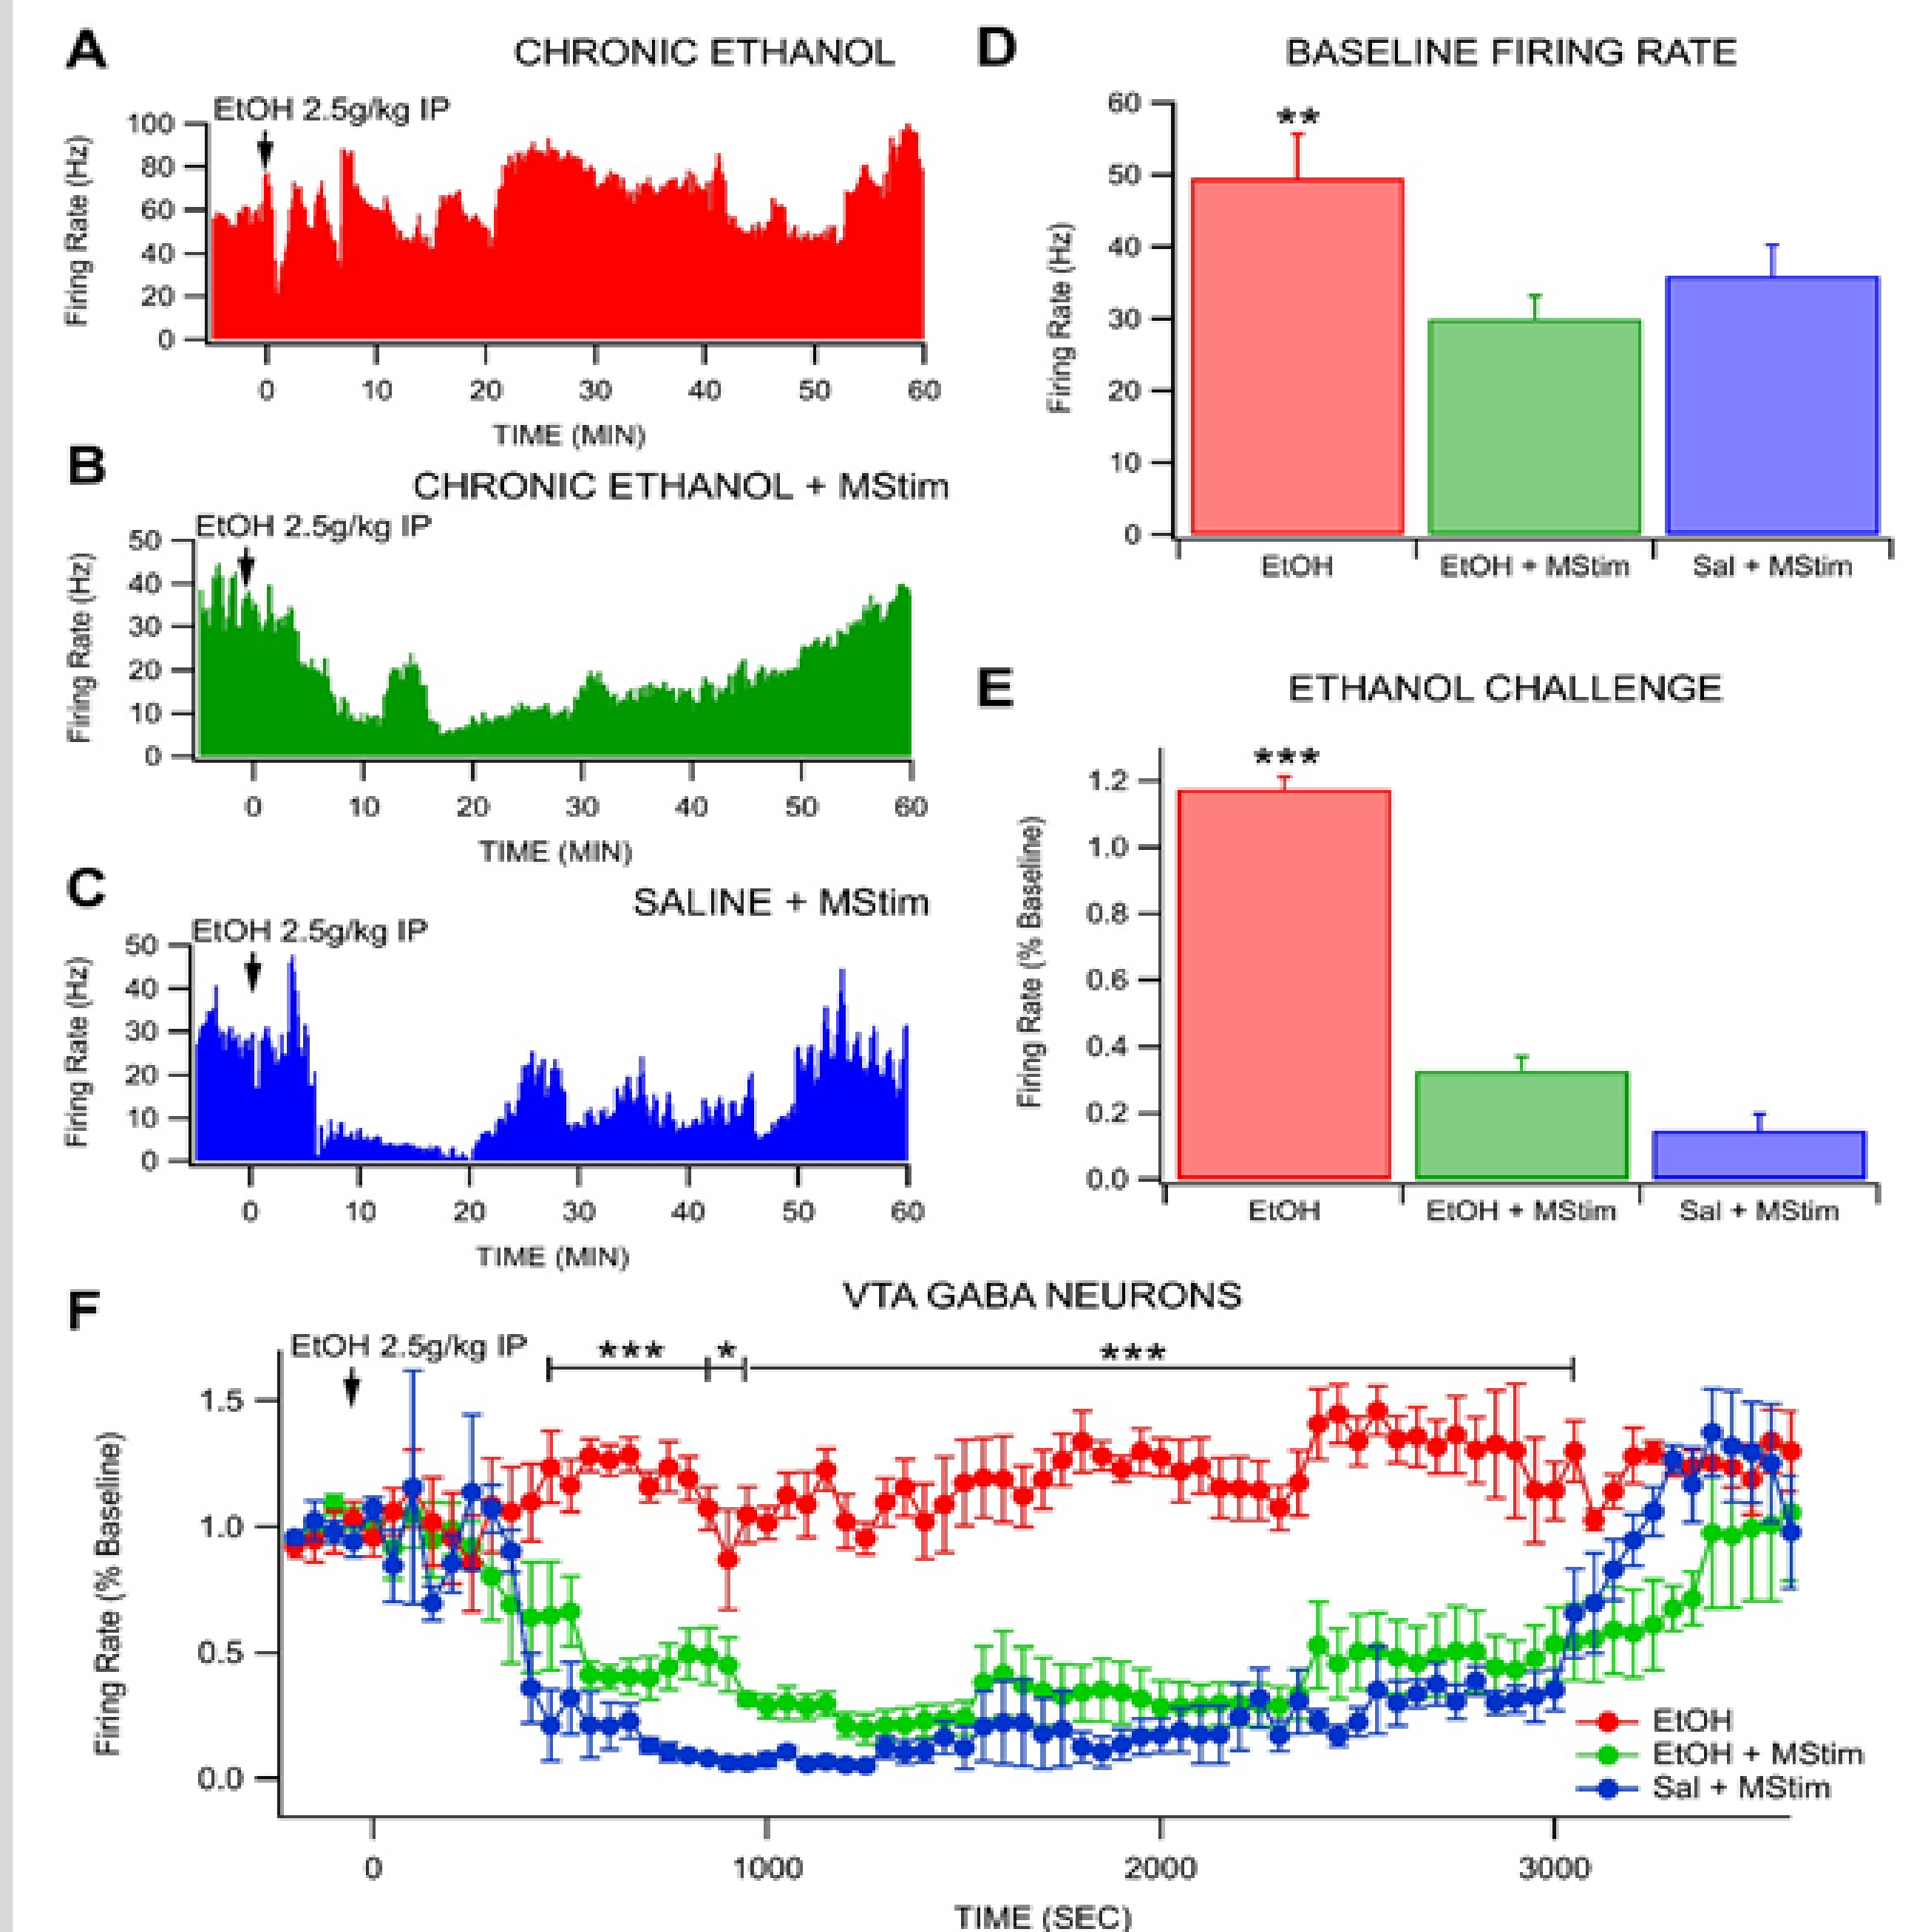 A
CHRONIC ETHANOL
EtOH 2.5g/kg IP
Firing Rate (Hz)
100
80
60
40
20
0
0 10 20 30 40 50 60
TIME (MIN)
B
CHRONIC ETHANOL + MStim
EtOH 2.5g/kg IP
Firing Rate (Hz)
50
40
30
20
10
0
0 10 20 30 40 50 60
TIME (MIN)
C
SALINE + MStim
EtOH 2.5g/kg IP
Firing Rate (Hz)
50
40
30
20
10
0
0 10 20 30 40 50 60
TIME (MIN)
D
BASELINE FIRING RATE
Firing Rate (Hz)
60
50
40
30
20
10
0
**
EtOH EtOH + MStim Sal + MStim
E
ETHANOL CHALLENGE
Firing Rate (% Baseline)
1.2
1.0
0.8
0.6
0.4
0.2
0.0
***
EtOH EtOH + MStim Sal + MStim
F
VTA GABA NEURONS
EtOH 2.5g/kg IP
*** * ***
Firing Rate (% Baseline)
1.5
1.0
0.5
0.0
EtOH
EtOH + MStim
Sal + MStim
0 1000 2000 3000
TIME (SEC)